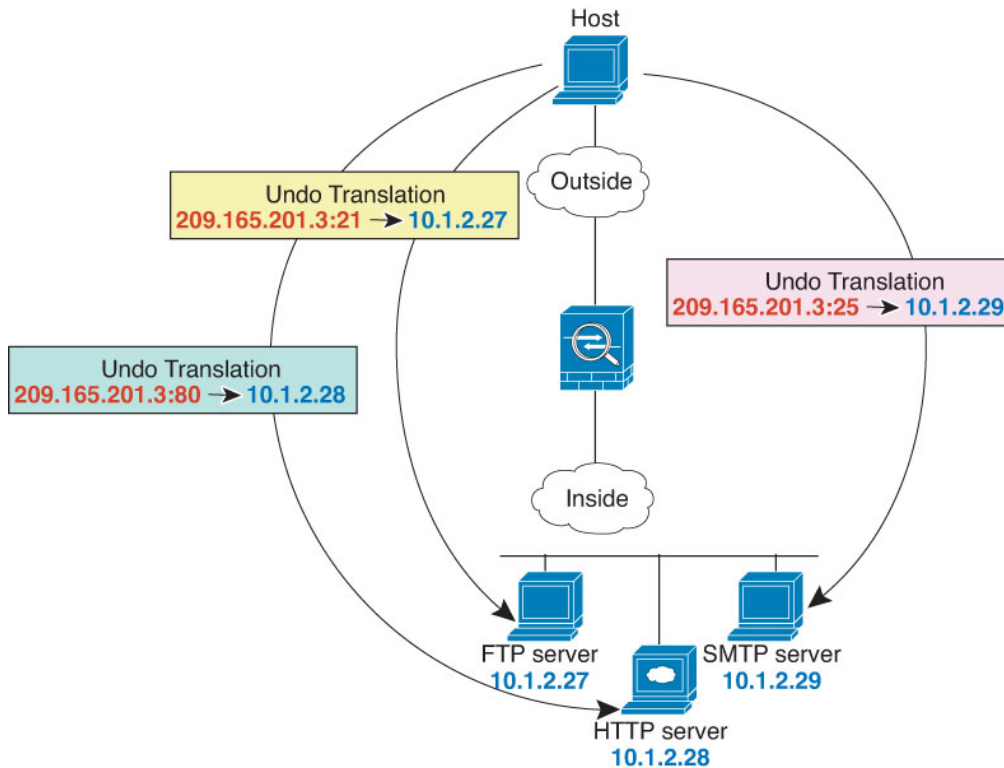 Host
Outside
Undo Translation
209.165.201.3:21 → 10.1.2.27
Undo Translation
209.165.201.3:25 → 10.1.2.29
Undo Translation
209.165.201.3:80 → 10.1.2.28
Inside
FTP server
10.1.2.27
SMTP server
10.1.2.29
HTTP server
10.1.2.28